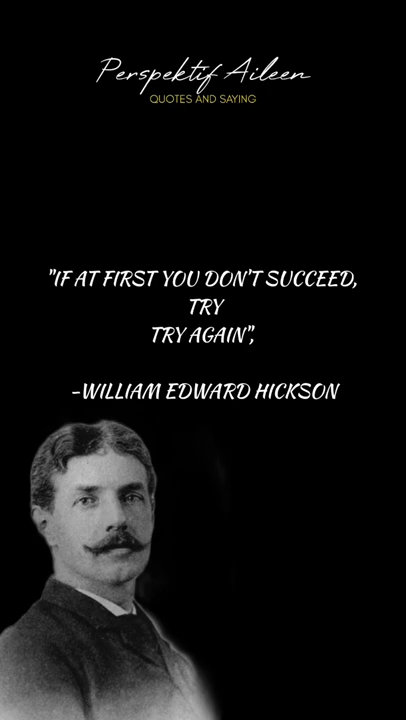 Perspektif Aileen
QUOTES AND SAYING
"IF AT FIRST YOU DON'T SUCCEED,
TRY
TRY AGAIN",
-WILLIAM EDWARD HICKSON